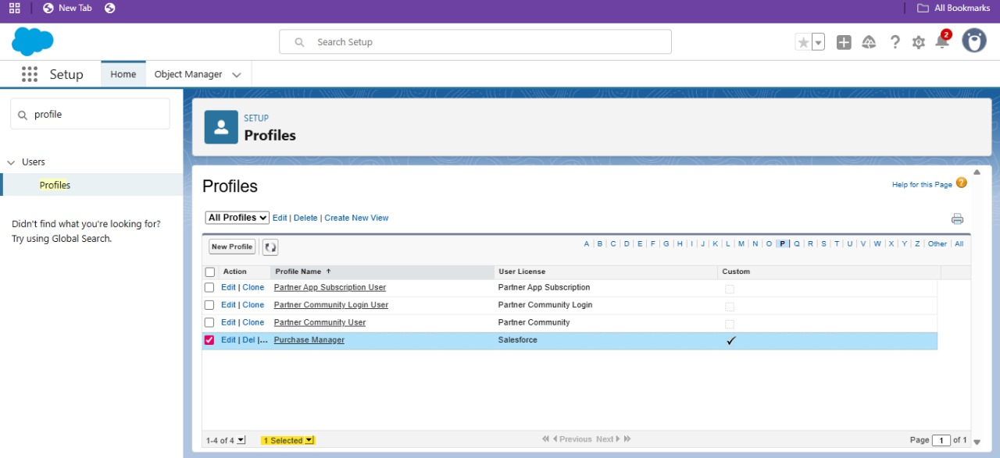 New Tab
All Bookmarks
Search Setup
2
Setup
Home
Object Manager
profile
SETUP
Profiles
Users
Profiles
Didn't find what you're looking for?
Try using Global Search.
Profiles
Help for this Page ?
All Profiles Edit | Delete | Create New View
New Profile
A | B | C | D | E | F | G | H | I | J | K | L | M | N | O | P | Q | R | S | T | U | V | W | X | Y | Z | Other | All
Action Profile Name ↑ User License Custom
Edit | Clone Partner App Subscription User Partner App Subscription
Edit | Clone Partner Community Login User Partner Community Login
Edit | Clone Partner Community User Partner Community
Edit | Del |... Purchase Manager Salesforce ✓
1-4 of 4 1 Selected Previous Next Page 1 of 1